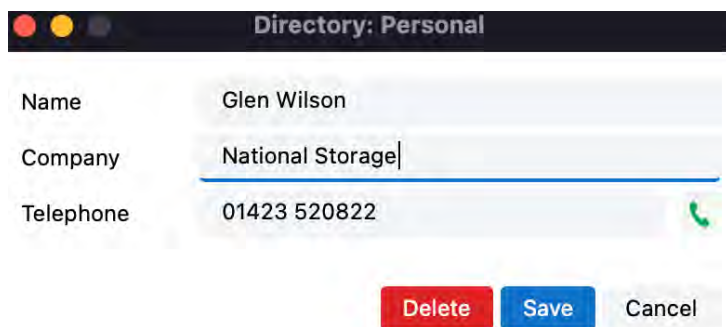 Directory: Personal
Name Glen Wilson
Company National Storage
Telephone 01423 520822
Delete Save Cancel